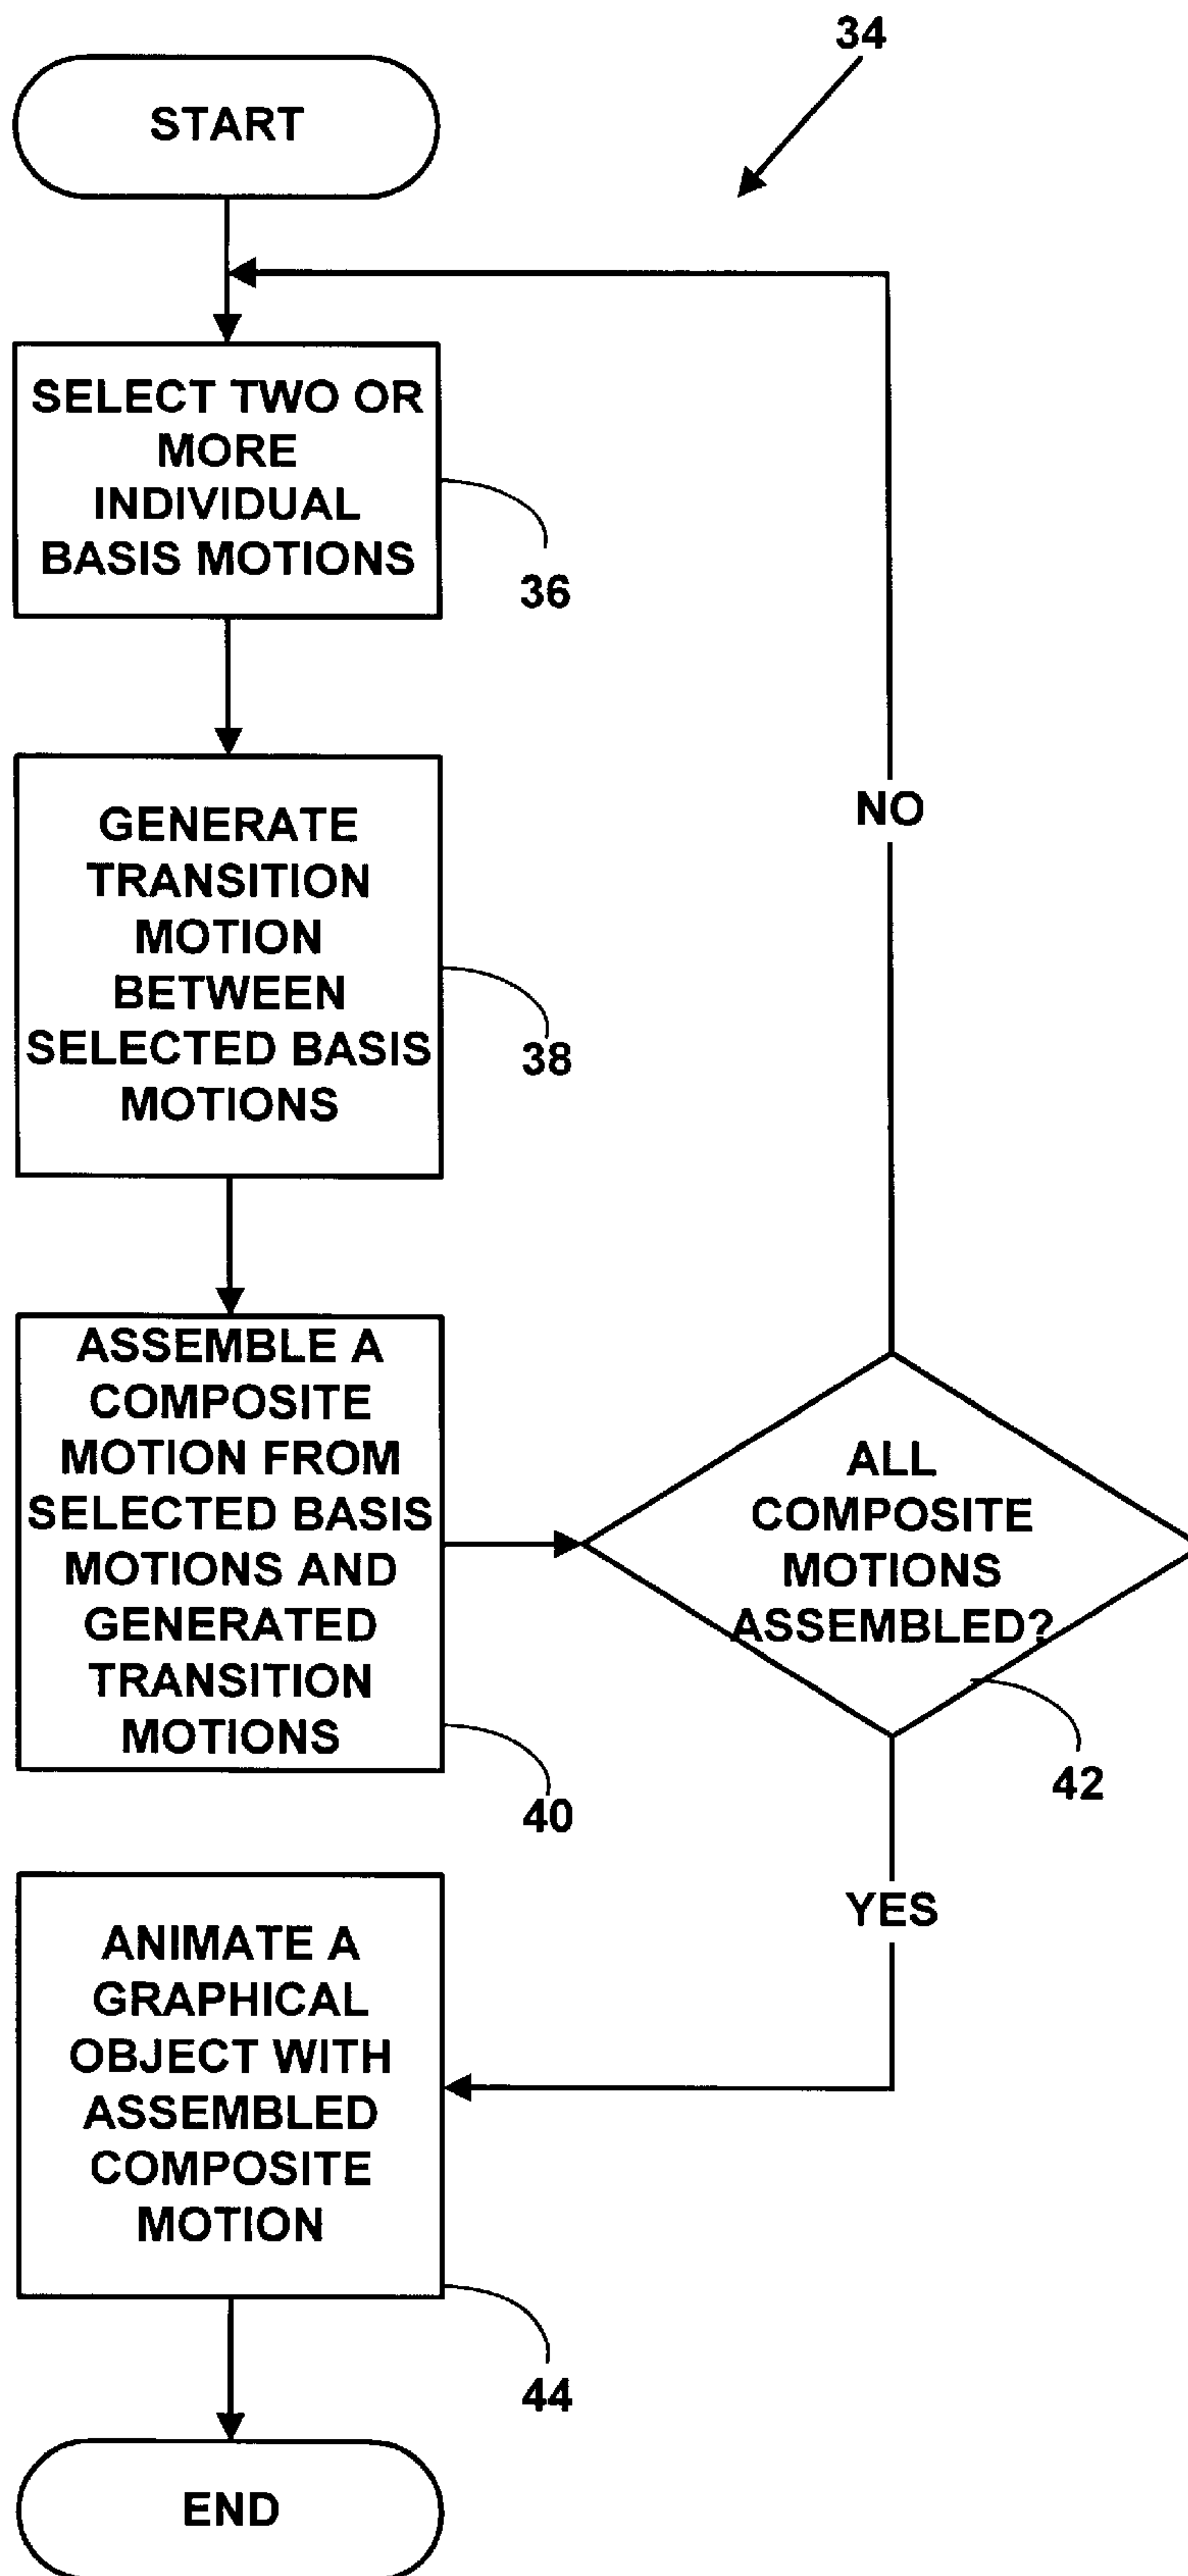 34
START
SELECT TWO OR
MORE
INDIVIDUAL
BASIS MOTIONS
36
GENERATE
TRANSITION
MOTION
BETWEEN
SELECTED BASIS
MOTIONS
38
NO
ASSEMBLE A
COMPOSITE
MOTION FROM
SELECTED BASIS
MOTIONS AND
GENERATED
TRANSITION
MOTIONS
40
ALL
COMPOSITE
MOTIONS
ASSEMBLED?
42
YES
ANIMATE A
GRAPHICAL
OBJECT WITH
ASSEMBLED
COMPOSITE
MOTION
44
END